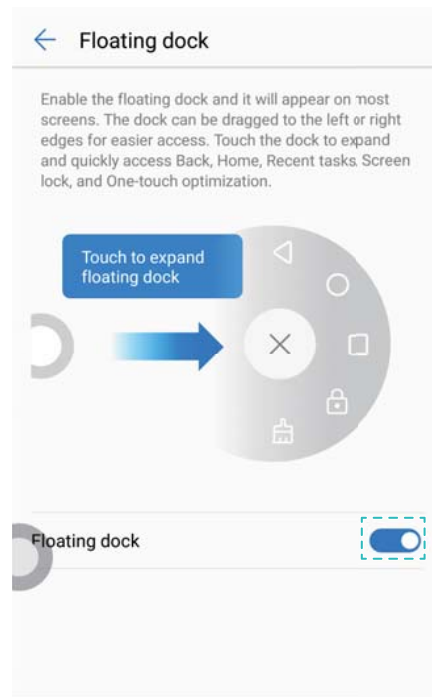 Floating dock
Enable the floating dock and it will appear on most
screens. The dock can be dragged to the left or right
edges for easier access. Touch the dock to expand
and quickly access Back, Home, Recent tasks Screen
lock, and One-touch optimization.
Touch to expand
floating dock
Floating dock